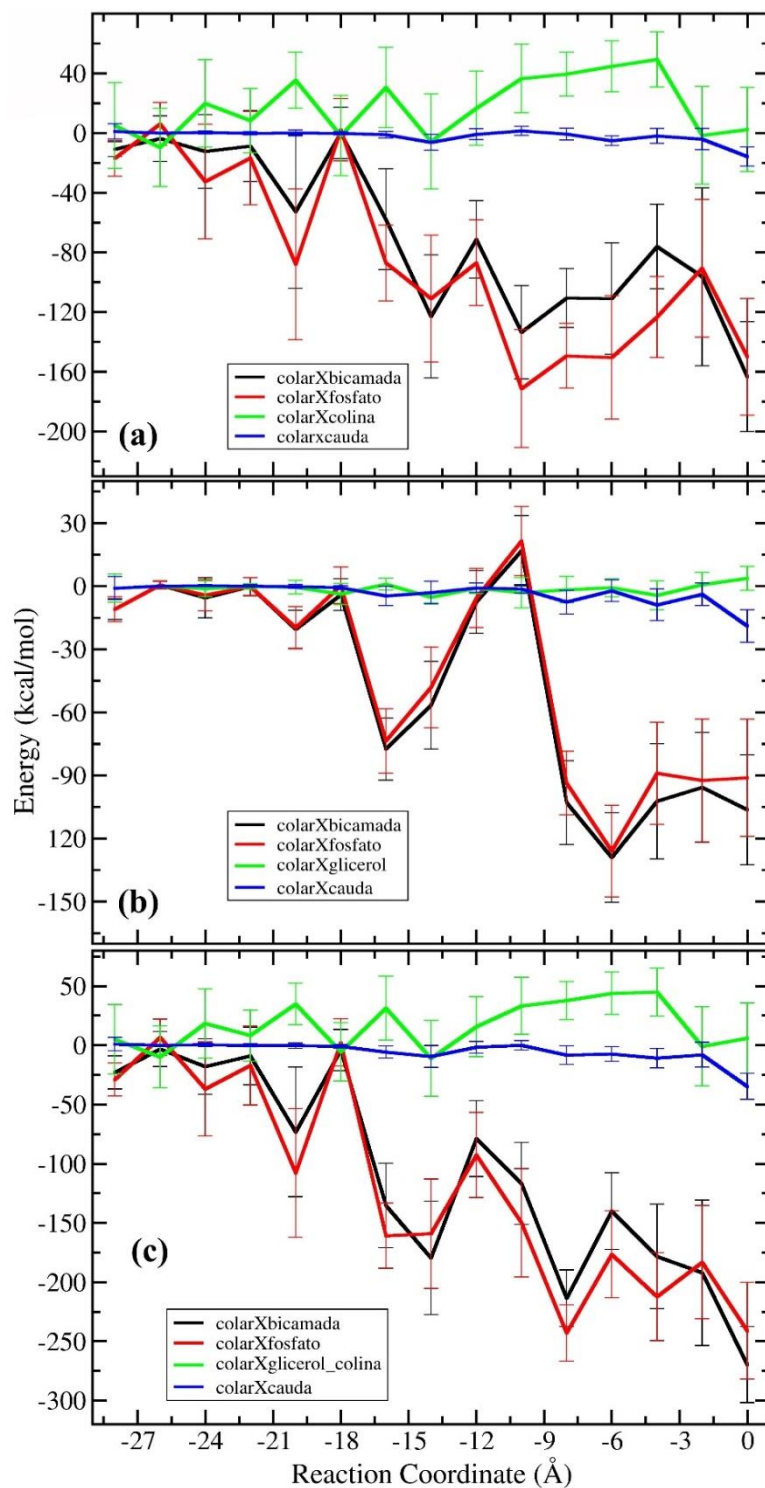 40
0
-40
-80
-120
-160
-200
colarXbicamada
colarXfosfato
colarXcolina
colarxcauda
(a)
30
0
-30
-60
-90
120
-150
colarXbicamada
colarXfosfato
colarXglicerol
colarXcauda
(b)
Energy (kcal/mol)
50
0
-50
-100
-150
-200
-250
-300
(c)
colarXbicamada
colarXfosfato
colarXglicerol_colina
colarXcauda
-27 -24 -21 -18 -15 -12 -9 -6 -3 0
Reaction Coordinate (Å)